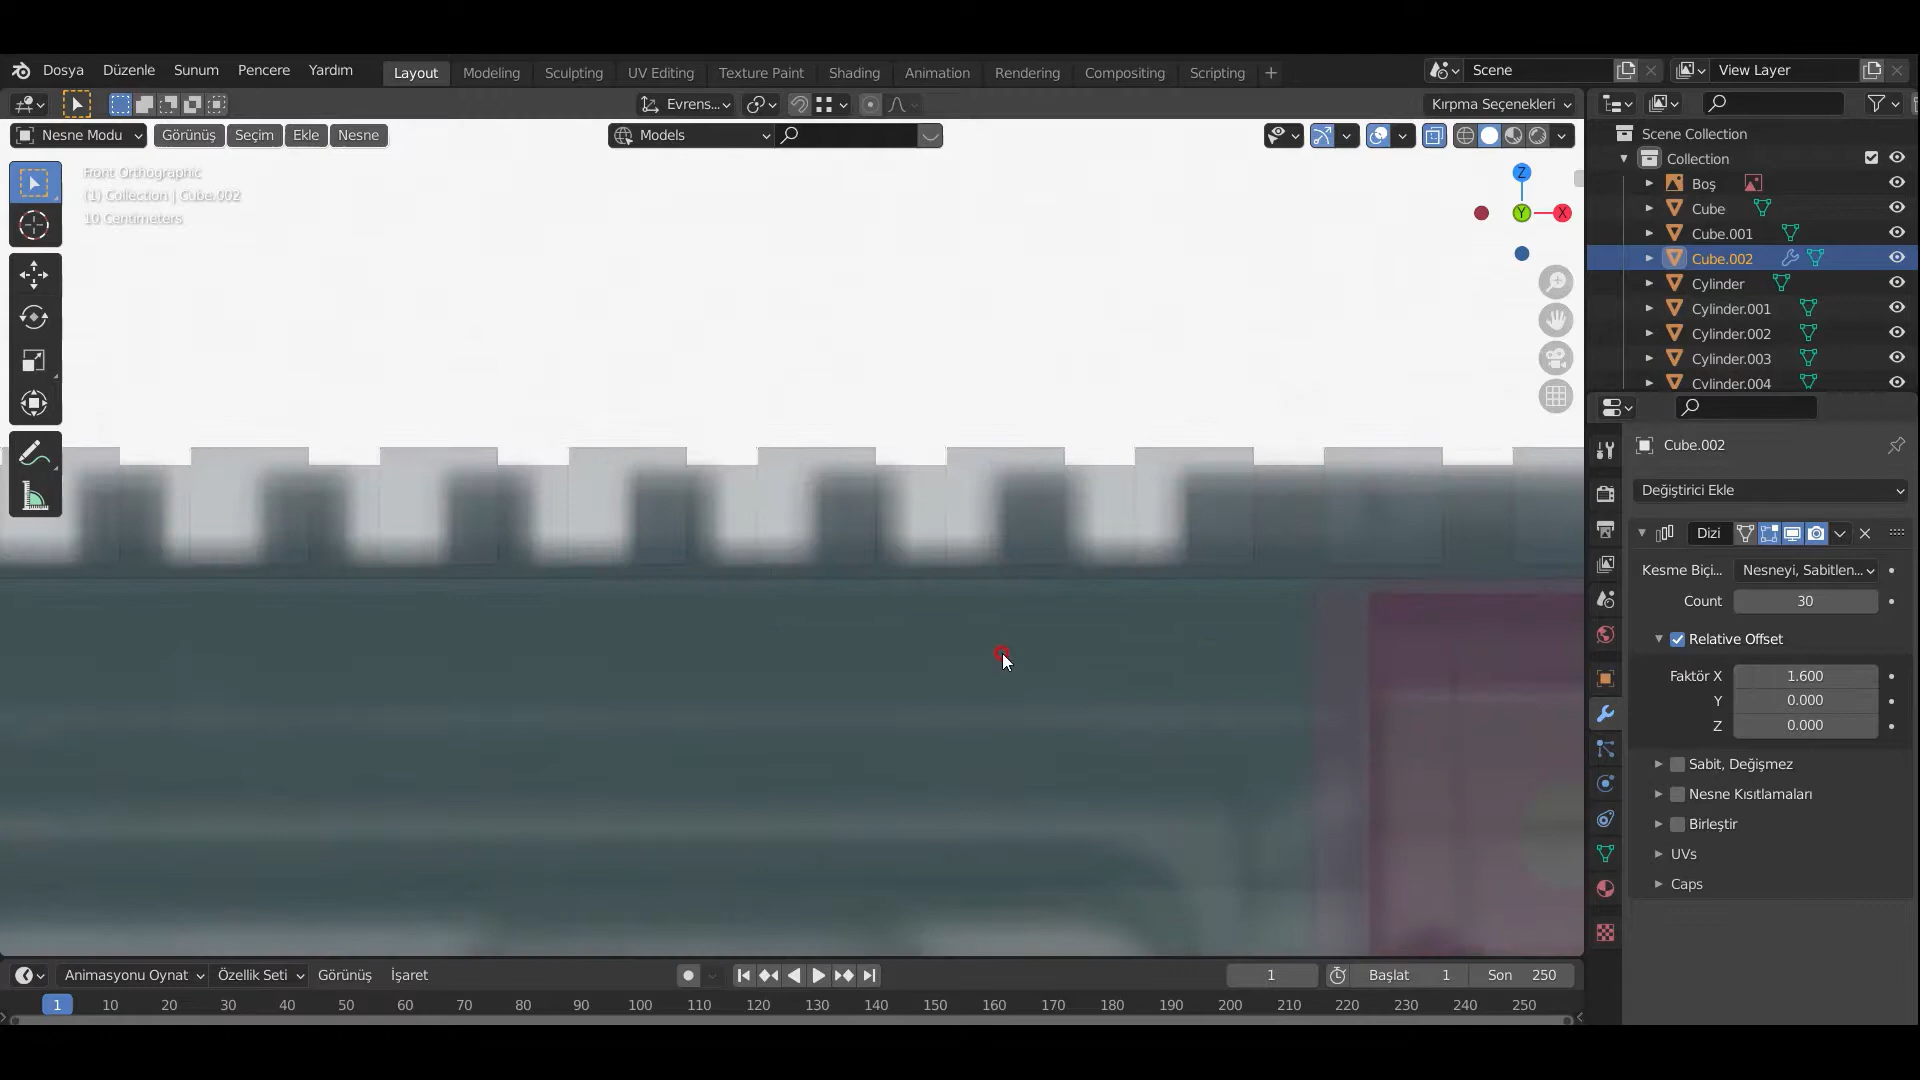 Dosya Düzenle Sunum Pencere Yardım Layout Modeling Sculpting UV Editing Texture Paint Shading Animation Rendering Compositing Scripting + Scene View Layer
Evrens... Kırpma Seçenekleri
Nesne Modu Görünüş Seçim Ekle Nesne Models
Front Orthographic
(1) Collection | Cube.002
10 Centimeters
Z
Y
X
Scene Collection
Collection
Boş
Cube
Cube.001
Cube.002
Cylinder
Cylinder.001
Cylinder.002
Cylinder.003
Cylinder.004
Cube.002
Değiştirici Ekle
Dizi
Kesme Biçi... Nesneyi, Sabitlen...
Count 30
Relative Offset
Faktör X 1.600
Y 0.000
Z 0.000
Sabit, Değişmez
Nesne Kısıtlamaları
Birleştir
UVs
Caps
Animasyonu Oynat Özellik Seti Görünüş İşaret 1 Başlat 1 Son 250
1 10 20 30 40 50 60 70 80 90 100 110 120 130 140 150 160 170 180 190 200 210 220 230 240 250